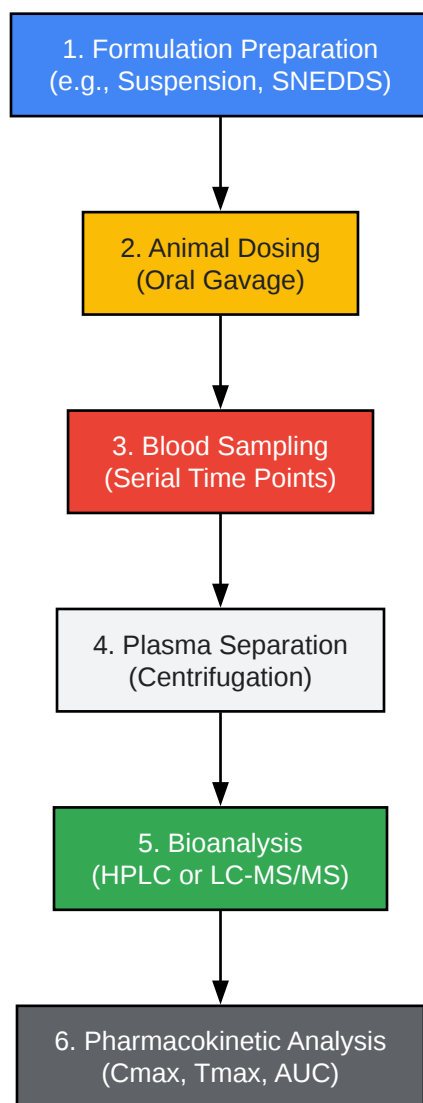 1. Formulation Preparation
(e.g., Suspension, SNEDDS)
2. Animal Dosing
(Oral Gavage)
3. Blood Sampling
(Serial Time Points)
4. Plasma Separation
(Centrifugation)
5. Bioanalysis
(HPLC or LC-MS/MS)
6. Pharmacokinetic Analysis
(Cmax, Tmax, AUC)